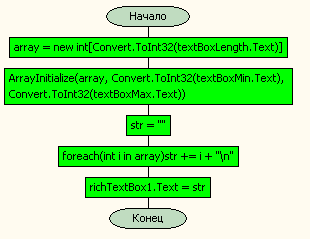 Начало
array = new int[Convert.ToInt32(textBoxLength.Text)]
ArrayInitialize(array, Convert.ToInt32(textBoxMin.Text),
Convert.ToInt32(textBoxMax.Text))
str = ""
foreach(int i in array)str += i + "\n"
richTextBox1.Text = str
Конец